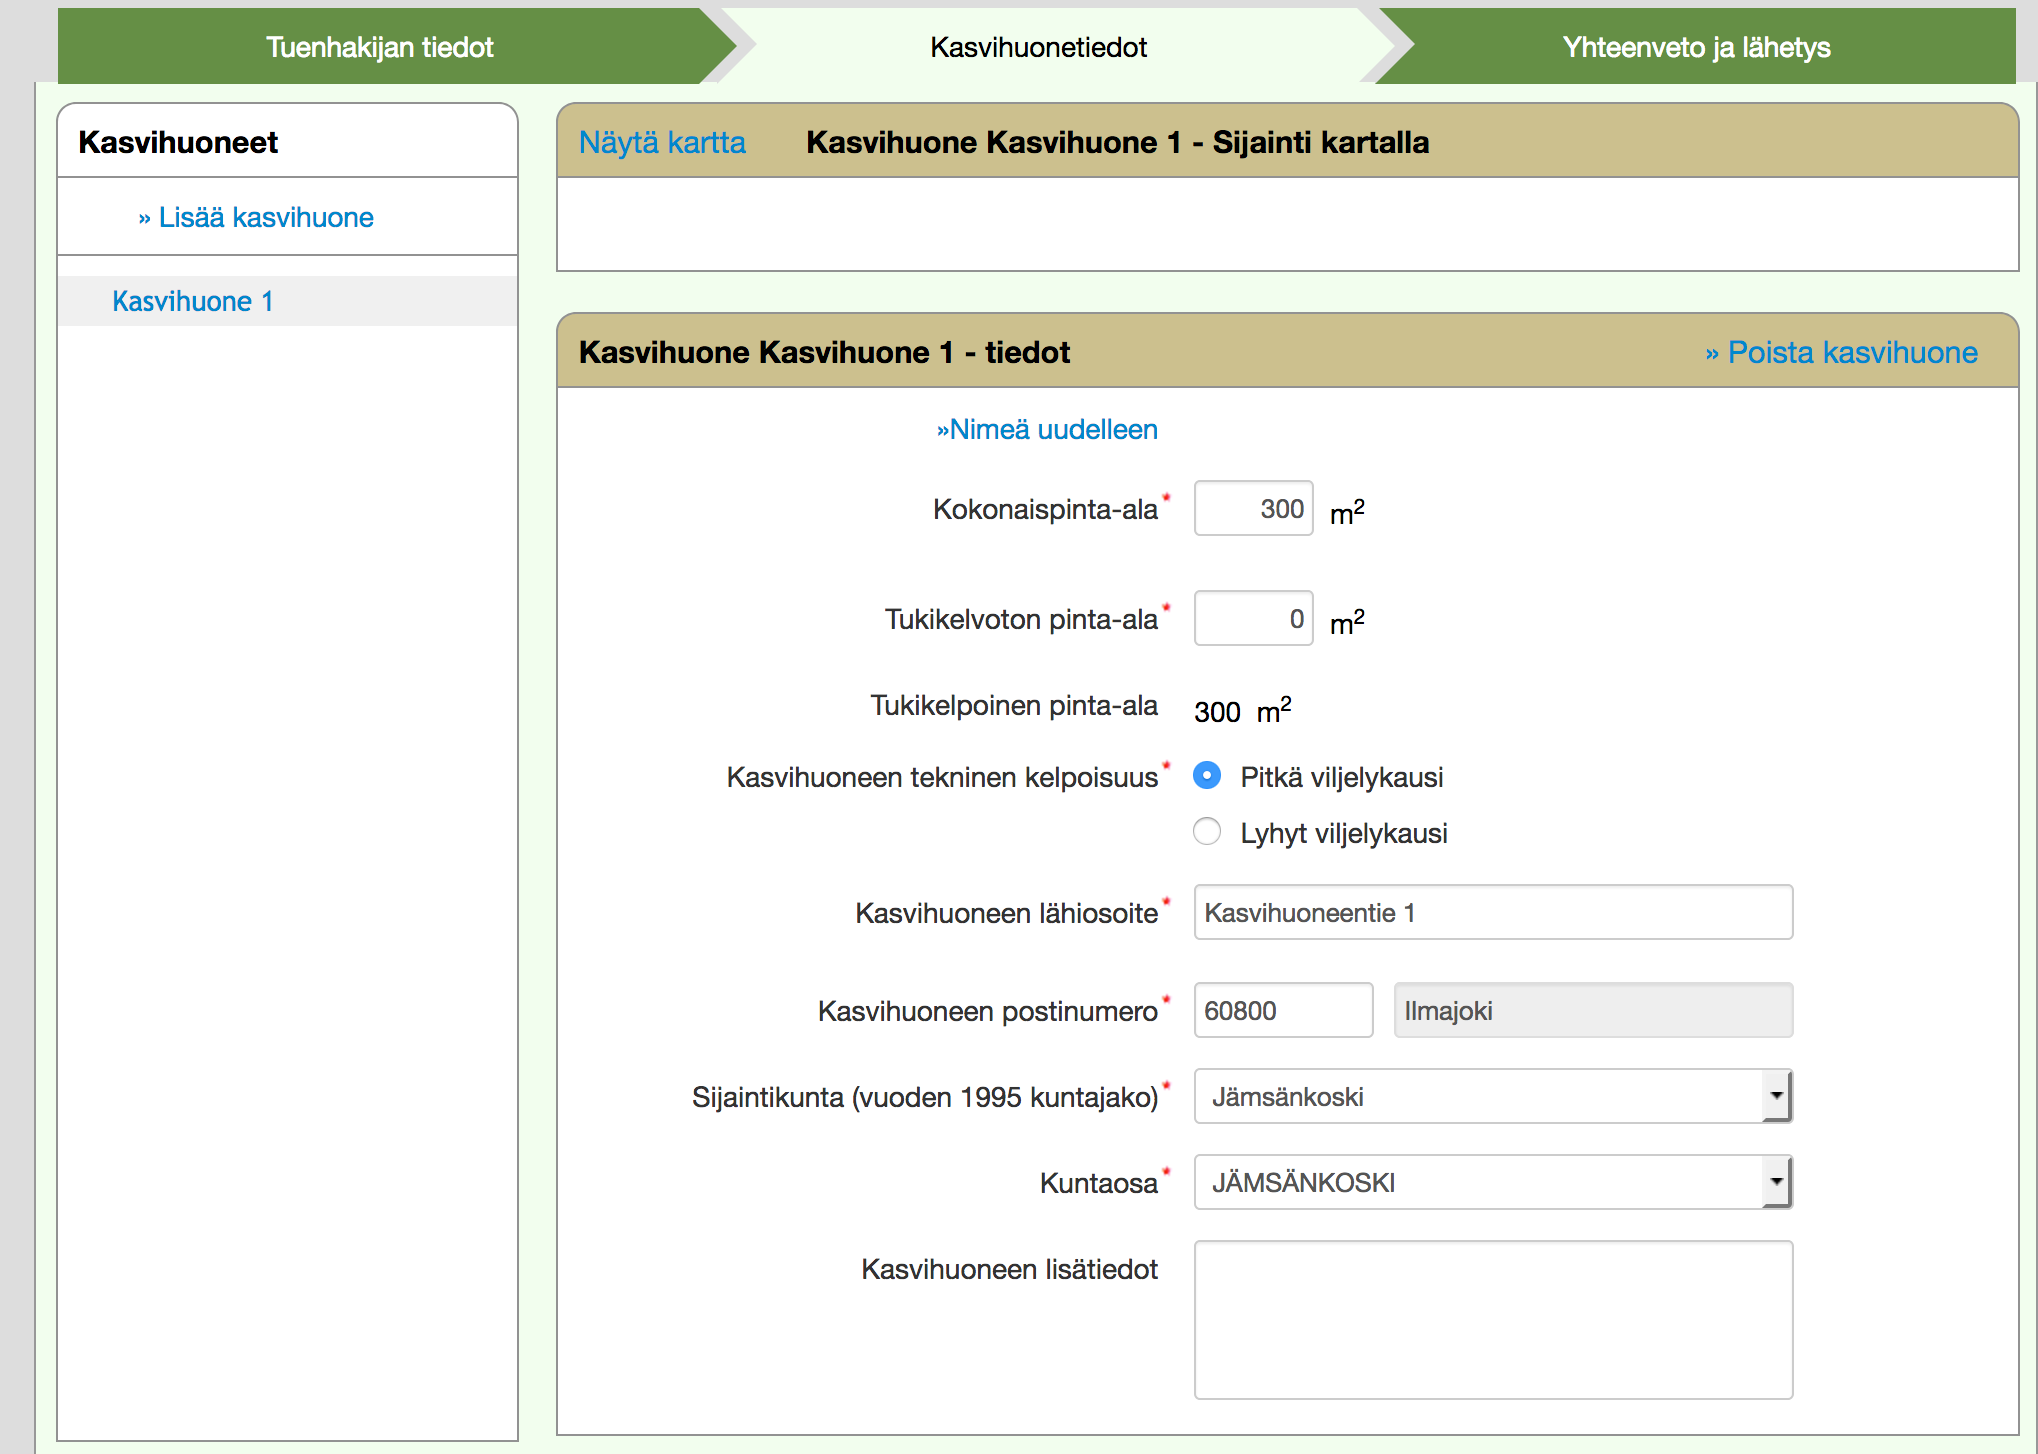 Tuenhakijan tiedot
Kasvihuonetiedot
Yhteenveto ja lähetys
Kasvihuoneet
» Lisää kasvihuone
Kasvihuone 1
Näytä kartta Kasvihuone Kasvihuone 1 - Sijainti kartalla
Kasvihuone Kasvihuone 1 - tiedot » Poista kasvihuone
»Nimeä uudelleen
Kokonaispinta-ala* 300 m²
Tukikelvoton pinta-ala* 0 m²
Tukikelpoinen pinta-ala 300 m²
Kasvihuoneen tekninen kelpoisuus* Pitkä viljelykausi
Lyhyt viljelykausi
Kasvihuoneen lähiosoite* Kasvihuoneentie 1
Kasvihuoneen postinumero* 60800 Ilmajoki
Sijaintikunta (vuoden 1995 kuntajako)* Jämsänkoski
Kuntaosa* JÄMSÄNKOSKI
Kasvihuoneen lisätiedot